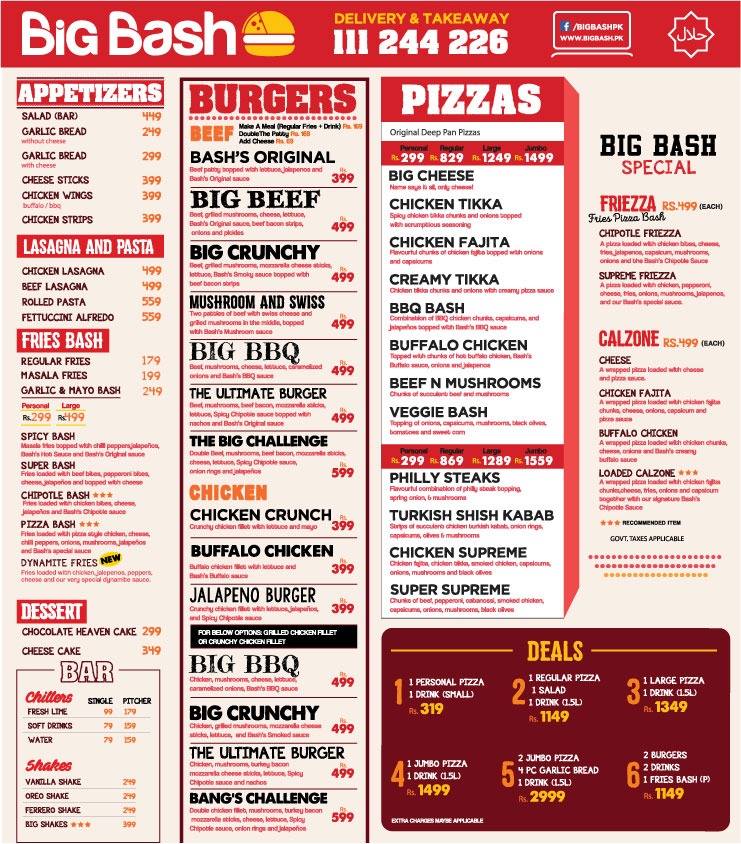 Big Bash
DELIVERY & TAKEAWAY
111 244 226
f /BIGBASHPK
WWW.BIGBASH.PK
حلال
APPETIZERS
SALAD (BAR) 449
GARLIC BREAD 249
without cheese
GARLIC BREAD 299
with cheese
CHEESE STICKS 399
CHICKEN WINGS 399
buffalo / bbq
CHICKEN STRIPS 399
LASAGNA AND PASTA
CHICKEN LASAGNA 499
BEEF LASAGNA 499
ROLLED PASTA 559
FETTUCCINI ALFREDO 559
FRIES BASH
REGULAR FRIES 179
MASALA FRIES 199
GARLIC & MAYO BASH 249
Personal Large
Rs.299 Rs.499
SPICY BASH
Masala fries topped with chilli peppers,jalapeños,
Bash's Hot Sauce and Bash's Original sauce
SUPER BASH
Fries loaded with beef bites, pepperoni bites,
cheese,jalapeños and topped with cheese
CHIPOTLE BASH ★★★
Fries loaded with chicken bites, cheese,
jalapeños and Bash's Chipotle sauce
PIZZA BASH ★★★
Fries loaded with pizza style chicken, cheese,
chilli peppers, onions, mushrooms,jalapeños
and Bash's special sauce
DYNAMITE FRIES NEW
Fries loaded with chicken,jalapenos, peppers,
cheese and our very special dynamite sauce.
DESSERT
CHOCOLATE HEAVEN CAKE 299
CHEESE CAKE 349
BAR
Chillers SINGLE PITCHER
FRESH LIME 99 179
SOFT DRINKS 79 159
WATER 79 159
Shakes
VANILLA SHAKE 249
OREO SHAKE 249
FERRERO SHAKE 249
BIG SHAKES ★★★ 399
BURGERS
BEEF
Make A Meal (Regular Fries + Drink) Rs. 169
DoubleThe Patty Rs. 169
Add Cheese Rs. 69
BASH'S ORIGINAL
Beef patty topped with lettuce,jalapenos and
Bash's Original sauce
Rs. 399
BIG BEEF
Beef, grilled mushrooms, cheese, lettuce,
Bash's Original sauce, beef bacon strips,
onions and pickles
Rs. 499
BIG CRUNCHY
Beef, grilled mushrooms, mozzarella cheese sticks,
lettuce, Bash's Smoky sauce topped with
beef bacon strips
Rs. 499
MUSHROOM AND SWISS
Two patties of beef with swiss cheese and
grilled mushrooms in the middle, topped
with Bash's Mushroom sauce
Rs. 499
BIG BBQ
Beef, mushrooms, cheese, lettuce, caramelized
onions and Bash's BBQ sauce
Rs. 499
THE ULTIMATE BURGER
Beef, mushrooms, beef bacon, mozzarella sticks,
lettuce, Spicy Chipotle sauce topped with
nachos and Bash's Original sauce
Rs. 499
THE BIG CHALLENGE
Double Beef, mushrooms, beef bacon, mozzarella sticks,
cheese, lettuce, Spicy Chipotle sauce,
onion rings and jalapeños
Rs. 599
CHICKEN
CHICKEN CRUNCH
Crunchy chicken fillet with lettuce and mayo
Rs. 399
BUFFALO CHICKEN
Buffalo chicken fillet with lettuce and
Bash's Buffalo sauce
Rs. 399
JALAPENO BURGER
Crunchy chicken fillet with lettuce,jalapeños,
and Spicy Chipotle sauce
Rs. 399
FOR BELOW OPTIONS: GRILLED CHICKEN FILLET
OR CRUNCHY CHICKEN FILLET
BIG BBQ
Chicken, mushrooms, cheese, lettuce,
caramelized onions, Bash's BBQ sauce
Rs. 499
BIG CRUNCHY
Chicken, grilled mushrooms, mozzarella cheese
sticks, lettuce, and Bash's Smoked sauce
Rs. 499
THE ULTIMATE BURGER
Chicken, mushrooms, turkey bacon
mozzarella cheese sticks, lettuce, Spicy
Chipotle sauce and nachos
Rs. 499
BANG'S CHALLENGE
Double chicken fillet, mushrooms, turkey bacon
mozzarella sticks, cheese, lettuce, Spicy
Chipotle sauce, onion rings and jalapeños
Rs. 599
PIZZAS
Original Deep Pan Pizzas
Personal Regular Large Jumbo
Rs.299 Rs.829 Rs.1249 Rs.1499
BIG CHEESE
Name says it all, only cheese!
CHICKEN TIKKA
Spicy chicken tikka chunks and onions topped
with scrumptious seasoning
CHICKEN FAJITA
Flavourful chunks of chicken fajita topped with onions
and capsicums
CREAMY TIKKA
Chicken tikka chunks and onions with creamy pizza sauce
BBQ BASH
Combination of BBQ chicken chunks, capsicums, and
jalapeños topped with Bash's BBQ sauce
BUFFALO CHICKEN
Topped with chunks of hot buffalo chicken, Bash's
Buffalo sauce, onions and jalapenos
BEEF N MUSHROOMS
Chunks of succulent beef and mushrooms
VEGGIE BASH
Topping of onions, capsicums, mushrooms, black olives,
tomatoes and sweet corn
Personal Regular Large Jumbo
Rs.299 Rs.869 Rs.1289 Rs.1559
PHILLY STEAKS
Flavourful combination of philly steak topping,
spring onion, & mushrooms
TURKISH SHISH KABAB
Strips of succulent chicken turkish kabab, onion rings,
capsicums, olives & mushrooms
CHICKEN SUPREME
Chicken fajita, chicken tikka, smoked chicken, capsicums,
onions, mushrooms and black olives
SUPER SUPREME
Chunks of beef, pepperoni, cabanossi, smoked chicken,
capsicums, onions, mushrooms, black olives
BIG BASH
SPECIAL
FRIEZZA RS.499 (EACH)
Fries Pizza Bash
CHIPOTLE FRIEZZA
A pizza loaded with chicken bites, cheese,
fries, jalapenos, capsicum, mushrooms,
onions and the Bash's Chipotle Sauce
SUPREME FRIEZZA
A pizza loaded with chicken, pepperoni,
cheese, fries, onions, mushrooms, jalapenos,
and our Bash's special sauce.
CALZONE RS.499 (EACH)
CHEESE
A wrapped pizza loaded with cheese
and pizza sauce.
CHICKEN FAJITA
A wrapped pizza loaded with chicken fajita
chunks, cheese, onions, capsicum and
pizza sauce
BUFFALO CHICKEN
A wrapped pizza loaded with chicken chunks,
cheese, onions and Bash's creamy
buffalo sauce
LOADED CALZONE ★★★
A wrapped pizza loaded with chicken fajita
chunks,cheese, fries, onions and capsicum
together with our signature Bash's
Chipotle Sauce
★★★ RECOMMENDED ITEM
GOVT. TAXES APPLICABLE
DEALS
1
1 PERSONAL PIZZA
1 DRINK (SMALL)
Rs. 319
2
1 REGULAR PIZZA
1 SALAD
1 DRINK (1.5L)
Rs. 1149
3
1 LARGE PIZZA
1 DRINK (1.5L)
Rs. 1349
4
1 JUMBO PIZZA
1 DRINK (1.5L)
Rs. 1499
5
2 JUMBO PIZZA
4 PC GARLIC BREAD
1 DRINK (1.5L)
Rs. 2999
6
2 BURGERS
2 DRINKS
1 FRIES BASH (P)
Rs. 1149
EXTRA CHARGES MAYBE APPLICABLE